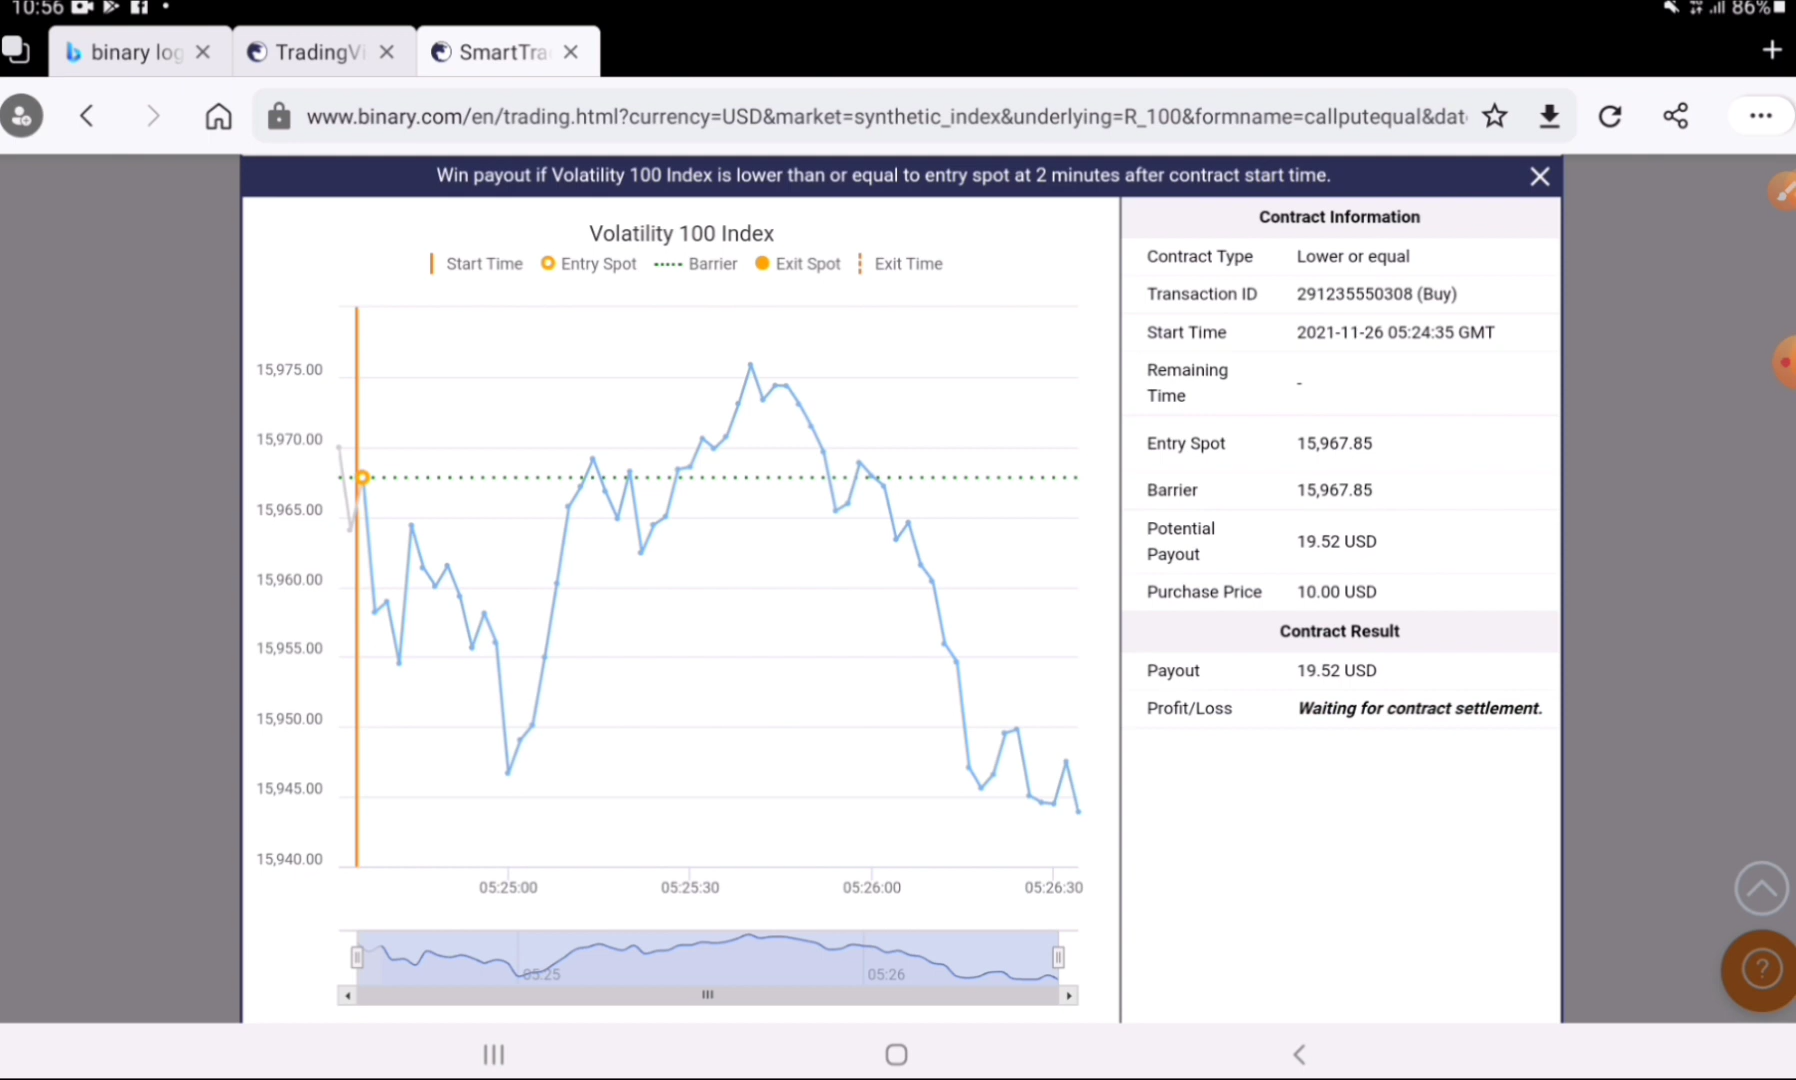 10:56
86%
binary log
TradingVi
SmartTra
www.binary.com/en/trading.html?currency=USD&market=synthetic_index&underlying=R_100&formname=callputequal&dat
Win payout if Volatility 100 Index is lower than or equal to entry spot at 2 minutes after contract start time.
Volatility 100 Index
Start Time Entry Spot Barrier Exit Spot Exit Time
15,975.00
15,970.00
15,965.00
15,960.00
15,955.00
15,950.00
15,945.00
15,940.00
05:25:00 05:25:30 05:26:00 05:26:30
05:25 05:26
Contract Information
Contract Type Lower or equal
Transaction ID 291235550308 (Buy)
Start Time 2021-11-26 05:24:35 GMT
Remaining
Time -
Entry Spot 15,967.85
Barrier 15,967.85
Potential
Payout 19.52 USD
Purchase Price 10.00 USD
Contract Result
Payout 19.52 USD
Profit/Loss Waiting for contract settlement.